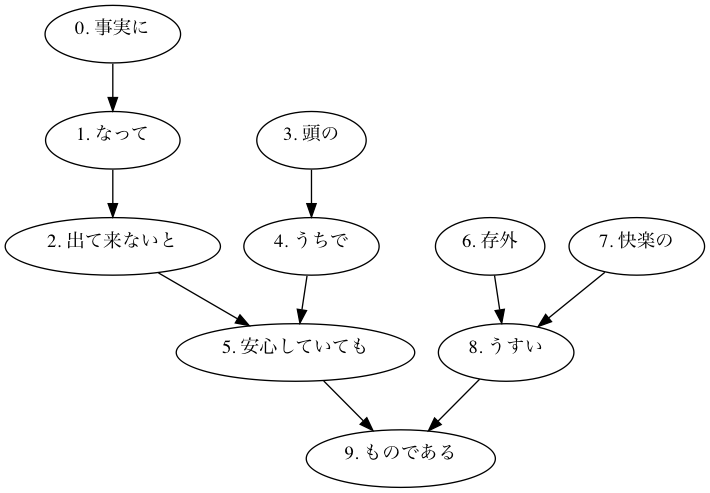 0. 事実に
1. なって
3. 頭の
2. 出て来ないと
4. うちで
6. 存外
7. 快楽の
5. 安心していても
8. うすい
9. ものである